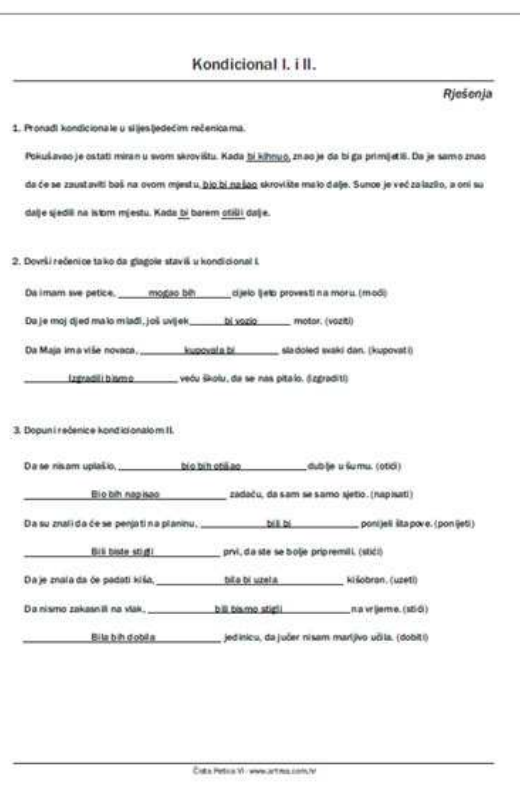 Kondicional I. i II.
Rješenja
1. Pronađi kondicionale u slijesljedećim rečenicama.
Pokušavao je ostati miran u svom skrovištu. Kada bi kihnuo, znao je da bi ga primijetili. Da je samo znao
da će se zaustaviti baš na ovom mjestu, bio bi našao skrovište malo dalje. Sunce je već zalazilo, a oni su
dalje sjedili na istom mjestu. Kada bi barem otišli dalje.
2. Dovrši rečenice tako da glagole staviš u kondicional I.
Da imam sve petice, mogao bih cijelo ljeto provesti na moru. (moći)
Da je moj djed malo mlađi, još uvijek bi vozio motor. (voziti)
Da Maja ima više novaca, kupovala bi sladoled svaki dan. (kupovati)
Izgradili bismo veću školu, da se nas pitalo. (izgraditi)
3. Dopuni rečenice kondicionalom II.
Da se nisam uplašio, bio bih otišao dublje u šumu. (otići)
Bio bih napisao zadaću, da sam se samo sjetio. (napisati)
Da su znali da će se penjati na planinu, bili bi ponijeli štapove. (ponijeti)
Bili biste stigli prvi, da ste se bolje pripremili. (stići)
Da je znala da će padati kiša, bila bi uzela kišobran. (uzeti)
Da nismo zakasnili na vlak, bili bismo stigli na vrijeme. (stići)
Bila bih dobila jedinicu, da jučer nisam marljivo učila. (dobiti)
Čista Petica VI - www.artrea.com.hr